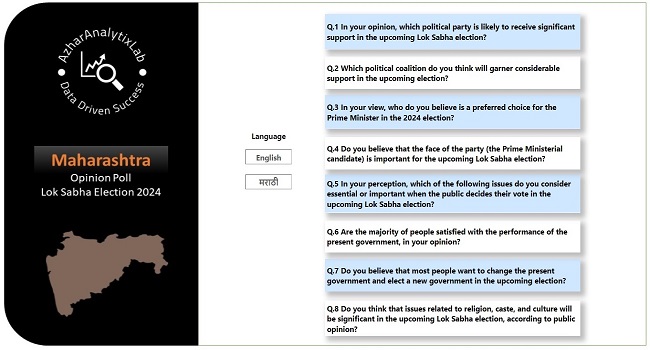 AzharAnalytixLab
Data Driven Success
Maharashtra
Opinion Poll
Lok Sabha Election 2024
Language
English
मराठी
Q.1 In your opinion, which political party is likely to receive significant
support in the upcoming Lok Sabha election?
Q.2 Which political coalition do you think will garner considerable
support in the upcoming election?
Q.3 In your view, who do you believe is a preferred choice for the
Prime Minister in the 2024 election?
Q.4 Do you believe that the face of the party (the Prime Ministerial
candidate) is important for the upcoming Lok Sabha election?
Q.5 In your perception, which of the following issues do you consider
essential or important when the public decides their vote in the
upcoming Lok Sabha election?
Q.6 Are the majority of people satisfied with the performance of the
present government, in your opinion?
Q.7 Do you believe that most people want to change the present
government and elect a new government in the upcoming election?
Q.8 Do you think that issues related to religion, caste, and culture will
be significant in the upcoming Lok Sabha election, according to public
opinion?